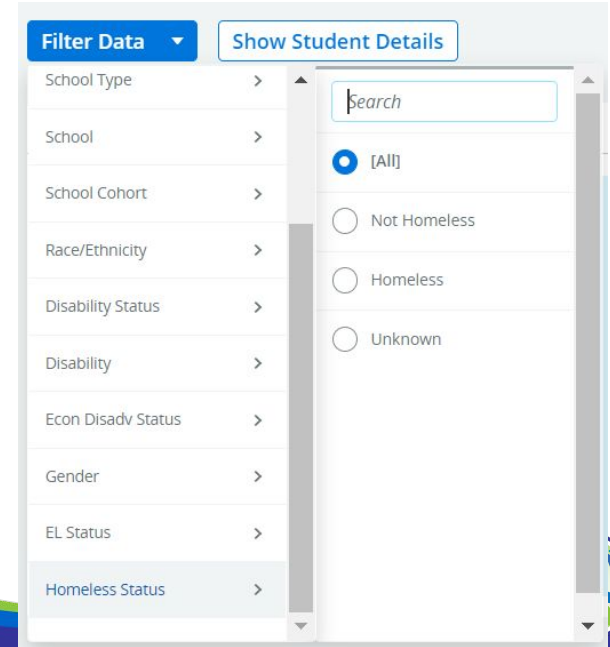 Filter Data
Show Student Details
School Type
School
School Cohort
Race/Ethnicity
Disability Status
Disability
Econ Disadv Status
Gender
EL Status
Homeless Status
Search
[All]
Not Homeless
Homeless
Unknown